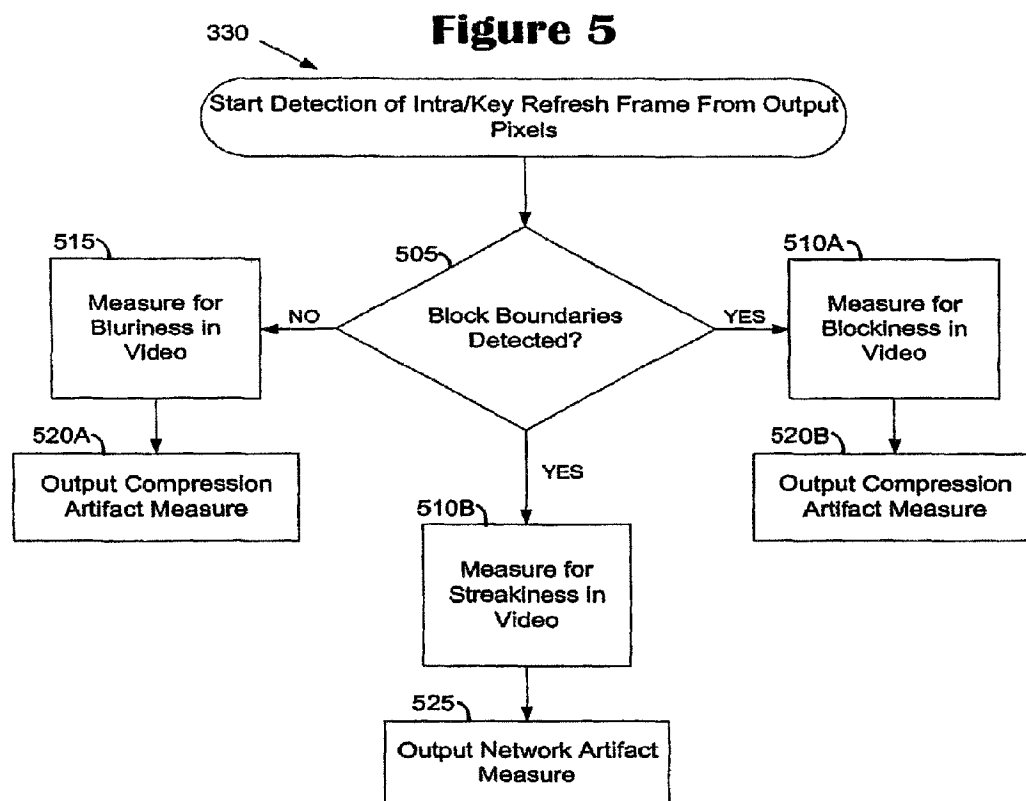 Figure 5
330
Start Detection of Intra/Key Refresh Frame From Output
Pixels
505
Block Boundaries
Detected?
NO
YES
YES
515
Measure for
Bluriness in
Video
520A
Output Compression
Artifact Measure
510A
Measure for
Blockiness in
Video
520B
Output Compression
Artifact Measure
510B
Measure for
Streakiness in
Video
525
Output Network Artifact
Measure